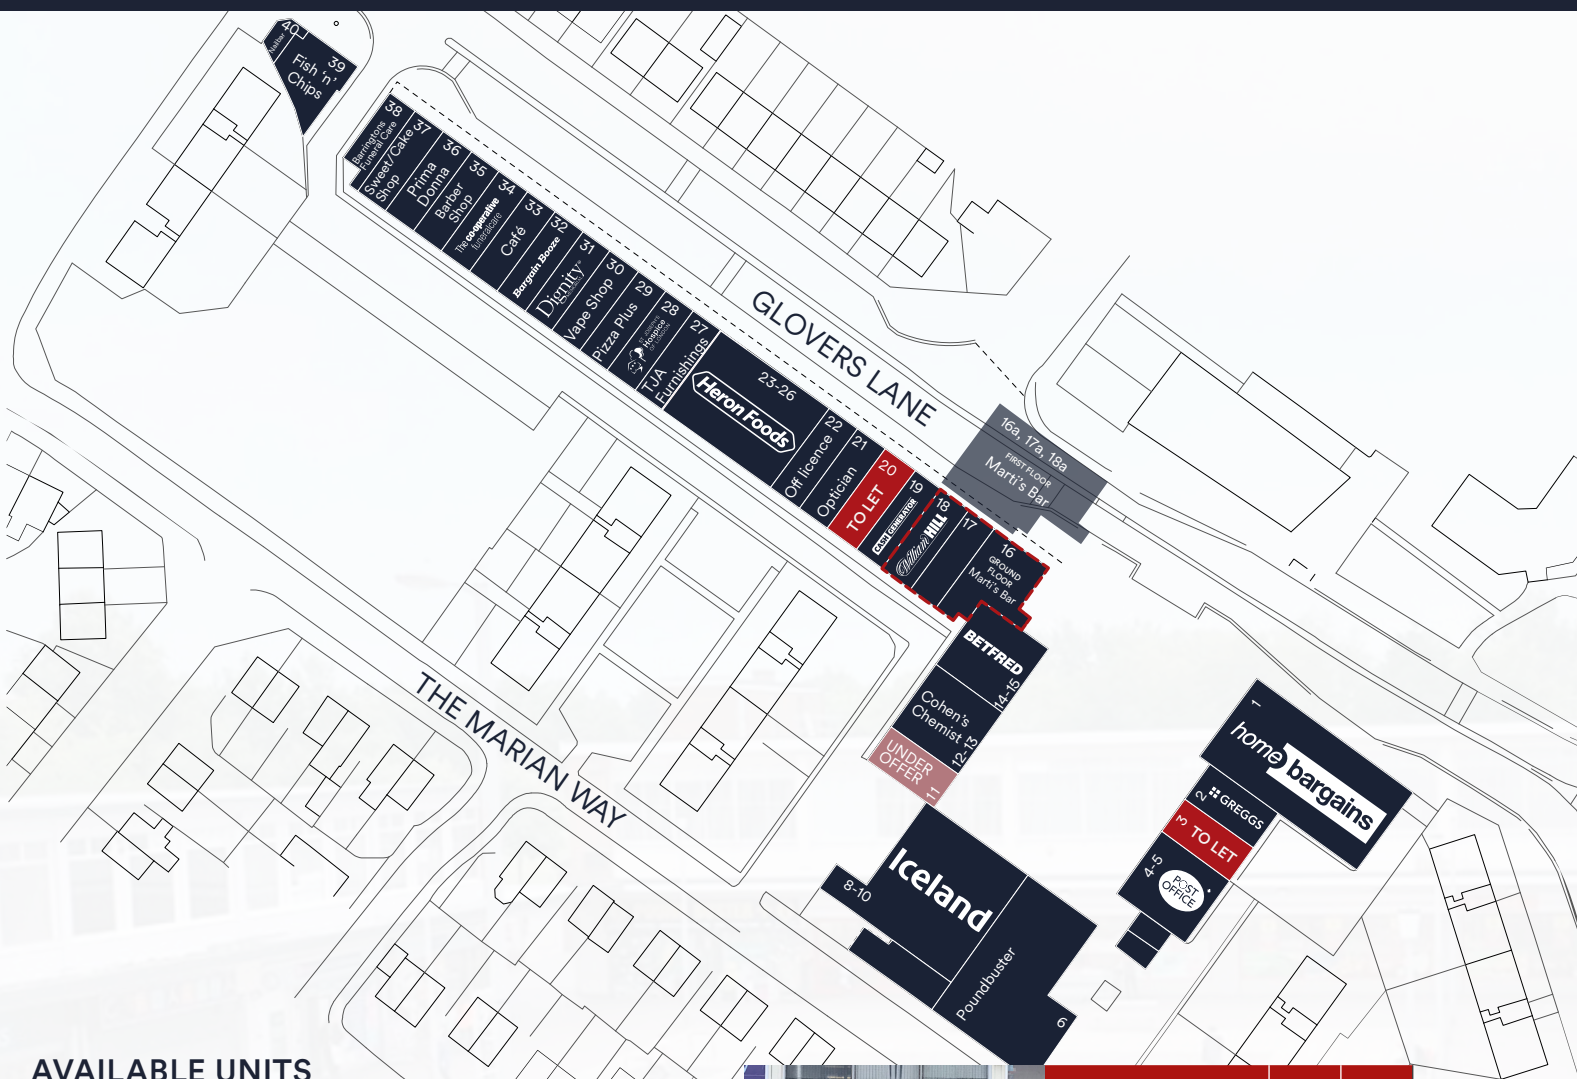 40
Nailbar
39
Fish 'n'
Chips
38
Barringtons
Funeral Care
37
Sweet/Cake
Shop
36
Prima
Donna
35
Barber
Shop
34
The co-operative
funeralcare
33
Café
32
Bargain Booze
31
Dignity
30
Vape Shop
29
Pizza Plus
28
Hospice
27
TJA
Furnishings
23-26
Heron Foods
22
Off licence
21
Optician
20
TO LET
19
CASH GENERATOR
18
William HILL
17
16
GROUND
FLOOR
Marti's Bar
16a, 17a, 18a
FIRST FLOOR
Marti's Bar
GLOVERS LANE
BETFRED
14-15
Cohen's
Chemist
12-13
UNDER
OFFER
11
THE MARIAN WAY
1
home
bargains
2
GREGGS
3
TO LET
4-5
POST
OFFICE
8-10
Iceland
Poundbuster
6
AVAILABLE UNITS